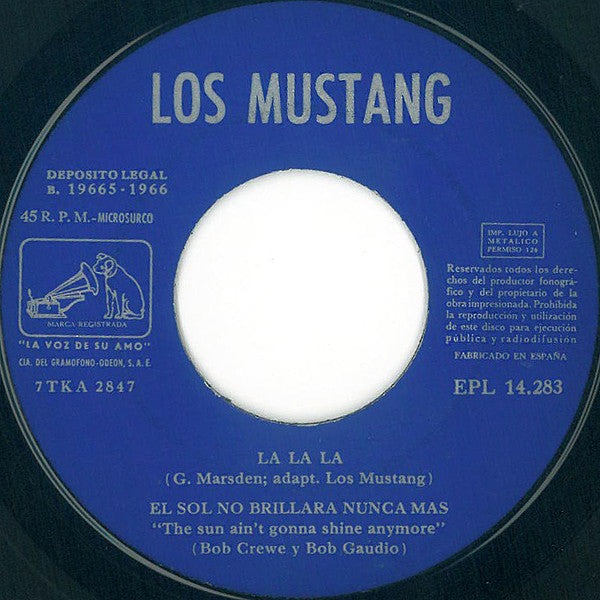 LOS MUSTANG
DEPOSITO LEGAL
B. 19665-1966
45 R. P. M.-MICROSURCO
MARCA REGISTRADA
"LA VOZ DE SU AMO"
CIA. DEL GRAMOFONO-ODEON, S. A. E.
7TKA 2847
IMP. LUJO A
METALICO
PERMISO 126
Reservados todos los dere-
chos del productor fonográ-
fico y del propietario de la
obra impresionada. Prohibida
la reproducción y utilización
de este disco para ejecución
pública y radiodifusión
FABRICADO EN ESPAÑA
EPL 14.283
LA LA LA
(G. Marsden; adapt. Los Mustang)
EL SOL NO BRILLARA NUNCA MAS
"The sun ain't gonna shine anymore"
(Bob Crewe y Bob Gaudio)